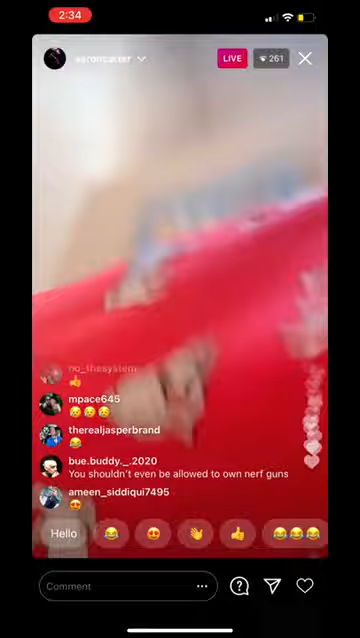 2:34
aaroncarter
LIVE
261
no_thesystem
👍
mpace645
😢😢😢
therealjasperbrand
😂
bue.buddy._.2020
You shouldn't even be allowed to own nerf guns
ameen_siddiqui7495
😍
Hello 😂 😍 👋 👍 😂😂😂
Comment